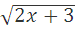 √(2x + 3)